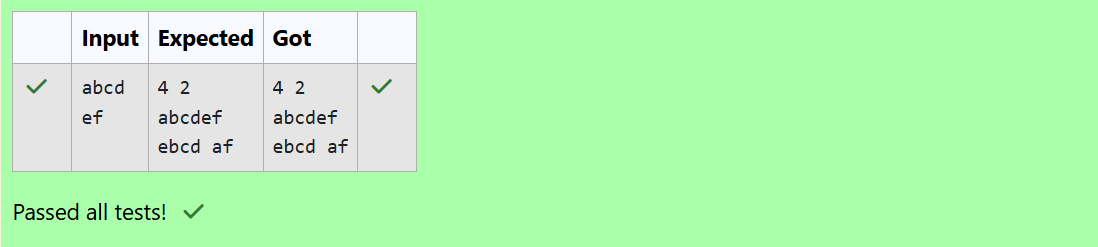 Input Expected Got
✓ abcd 4 2 4 2 ✓
ef abcdef abcdef
ebcd af ebcd af
Passed all tests! ✓